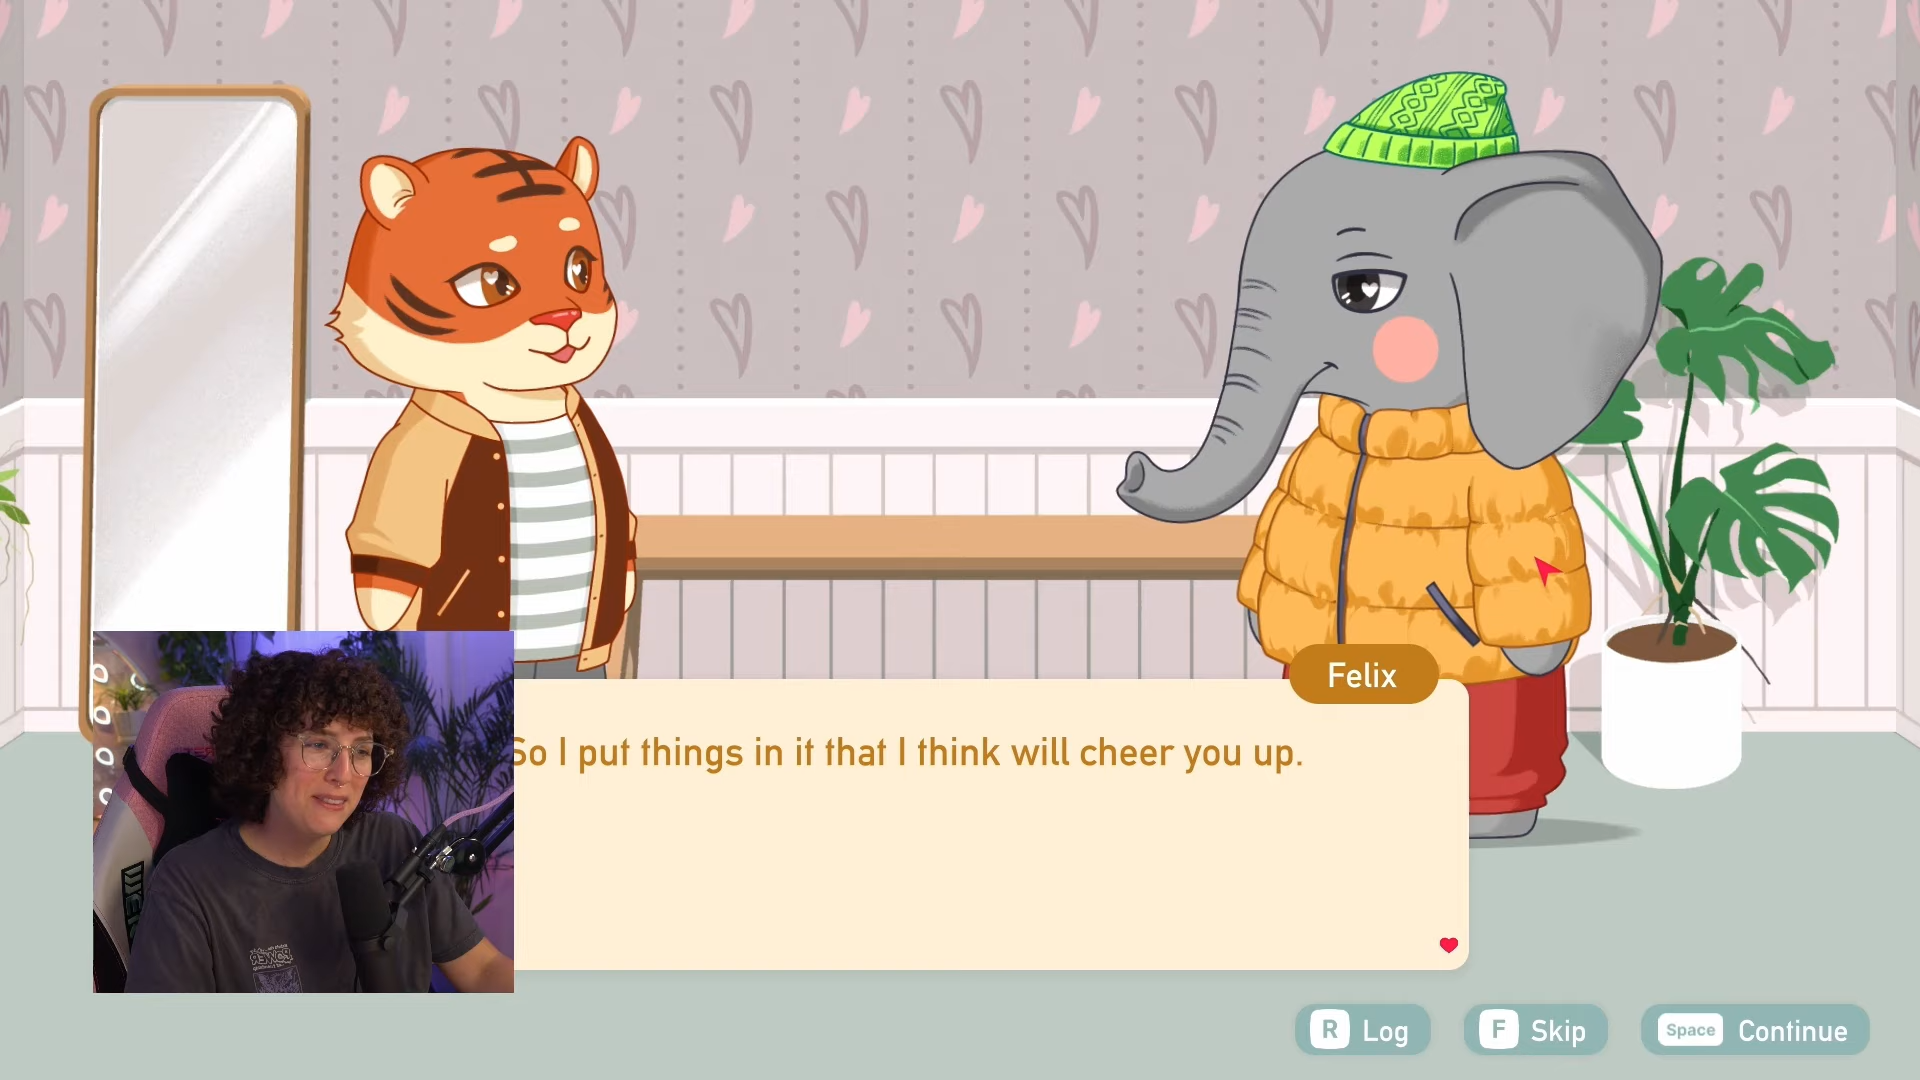 Felix
So I put things in it that I think will cheer you up.
R Log
F Skip
Space Continue